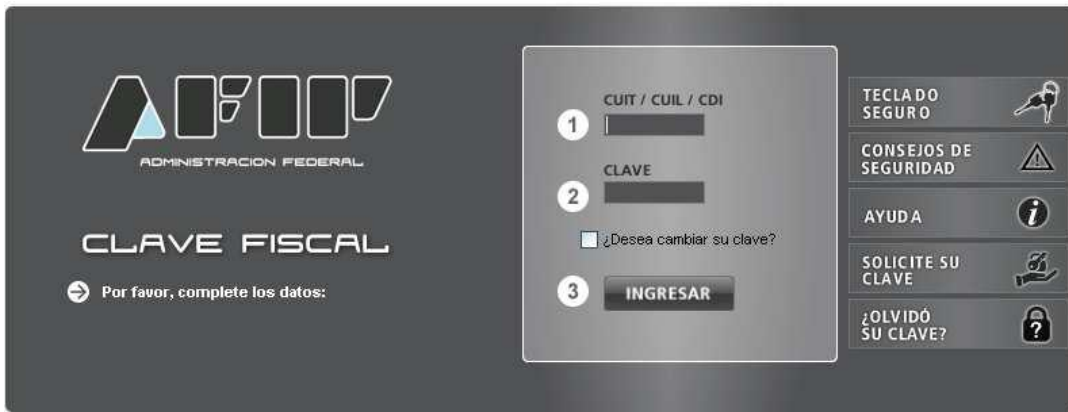 AFIP
ADMINISTRACION FEDERAL
CLAVE FISCAL
Por favor, complete los datos:
CUIT / CUIL / CDI
1
CLAVE
2
¿Desea cambiar su clave?
3
INGRESAR
TECLADO
SEGURO
CONSEJOS DE
SEGURIDAD
AYUDA
i
SOLICITE SU
CLAVE
¿OLVIDÓ
SU CLAVE?
?